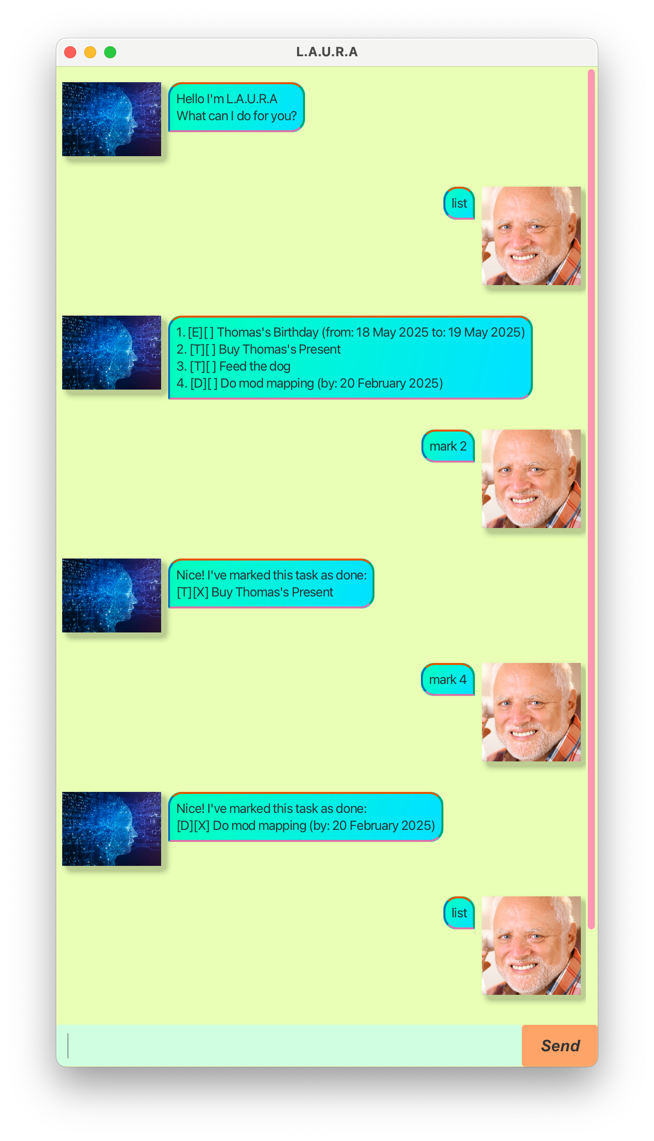 L.A.U.R.A
Hello I'm L.A.U.R.A
What can I do for you?
list
1. [E][ ] Thomas's Birthday (from: 18 May 2025 to: 19 May 2025)
2. [T][ ] Buy Thomas's Present
3. [T][ ] Feed the dog
4. [D][ ] Do mod mapping (by: 20 February 2025)
mark 2
Nice! I've marked this task as done:
[T][X] Buy Thomas's Present
mark 4
Nice! I've marked this task as done:
[D][X] Do mod mapping (by: 20 February 2025)
list
Send